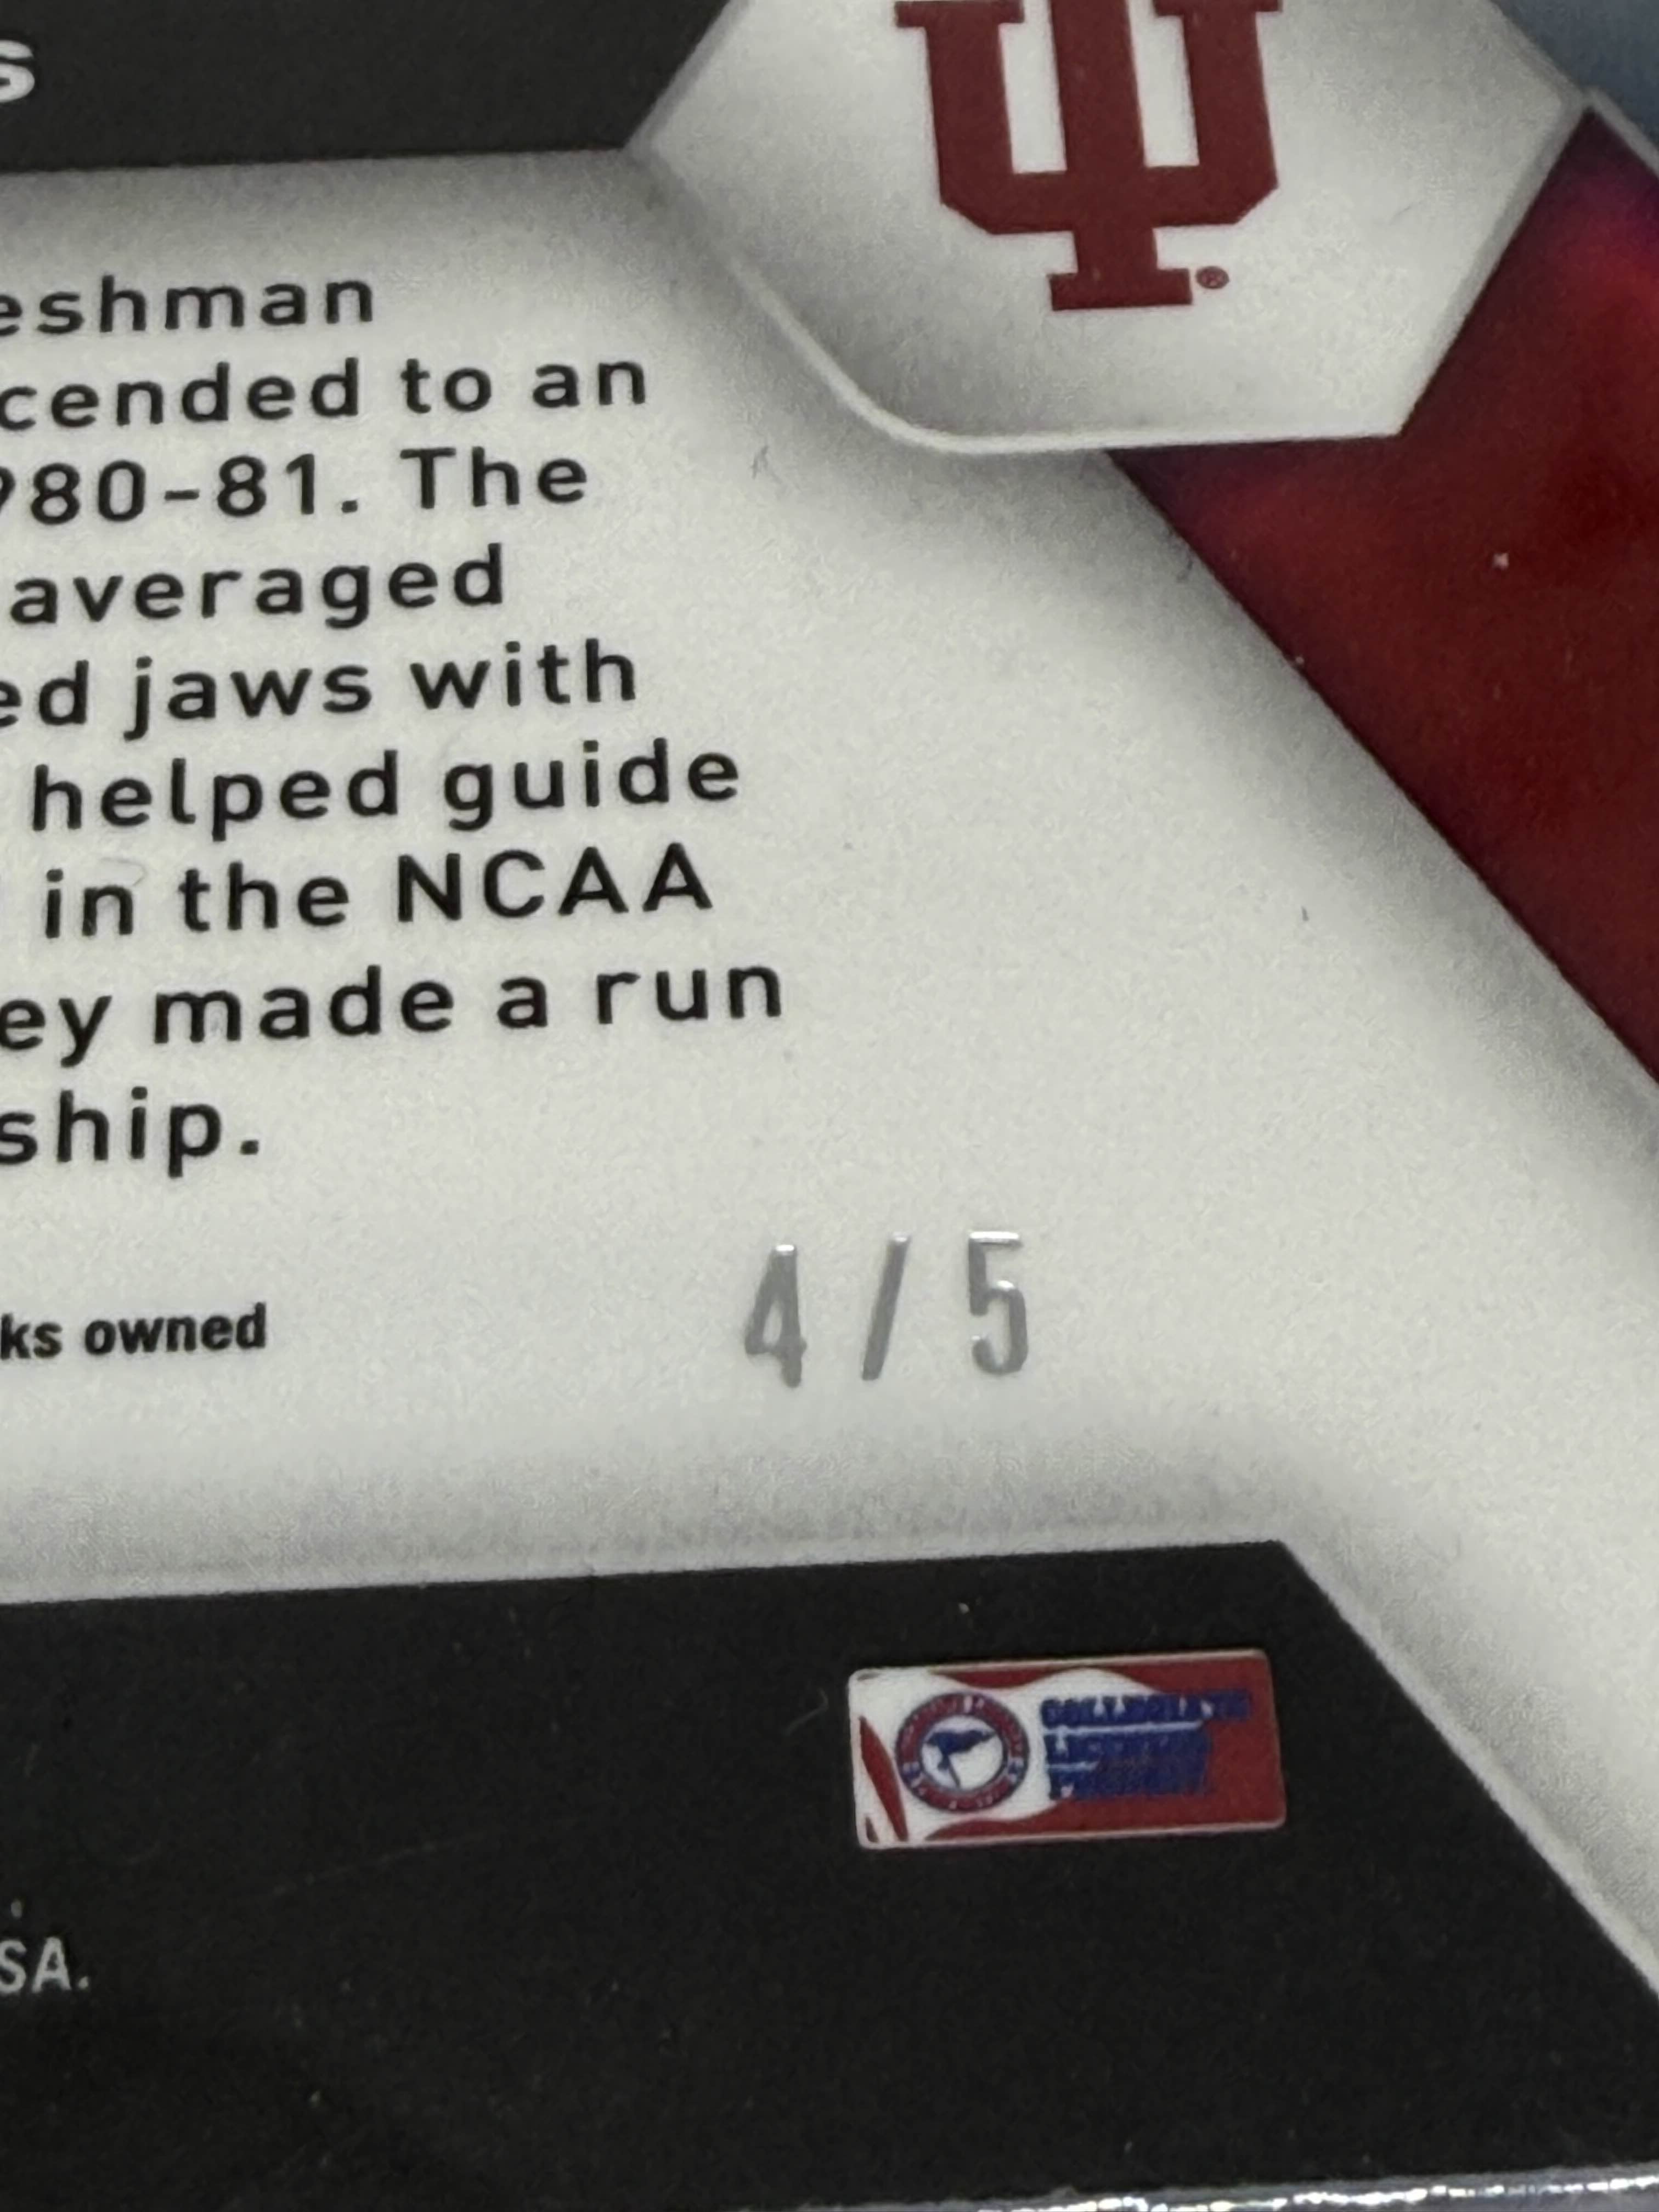 s
eshman
cended to an
980-81. The
averaged
ed jaws with
helped guide
in the NCAA
ey made a run
ship.
ks owned
4/5
SA.